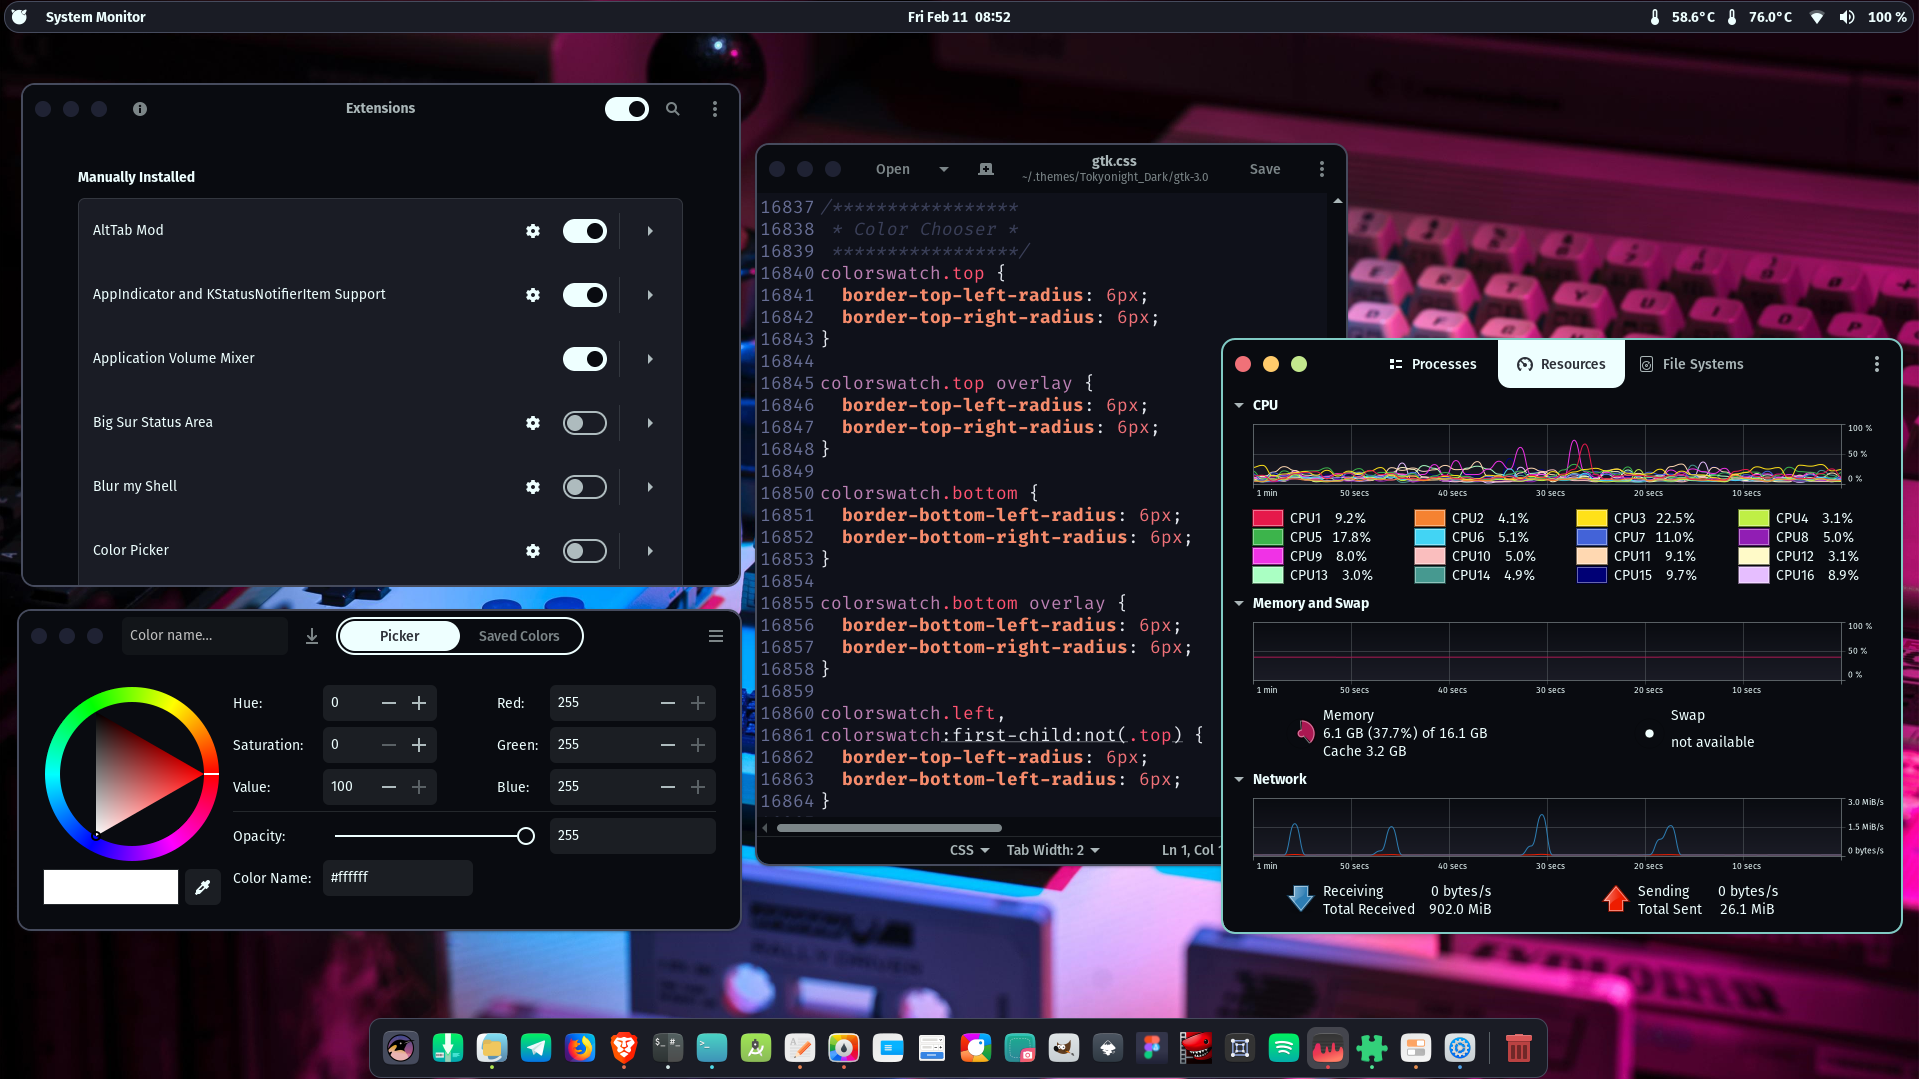 System Monitor
Fri Feb 11 08:52
58.6°C 76.0°C 100 %
Extensions
Manually Installed
AltTab Mod
AppIndicator and KStatusNotifierItem Support
Application Volume Mixer
Big Sur Status Area
Blur my Shell
Color Picker
Color name...
Picker Saved Colors
Hue: 0 Red: 255
Saturation: 0 Green: 255
Value: 100 Blue: 255
Opacity: 255
Color Name: #ffffff
Open gtk.css Save
~/.themes/Tokyonight_Dark/gtk-3.0
16837 /*****************
16838 * Color Chooser *
16839 *****************/
16840 colorswatch.top {
16841 border-top-left-radius: 6px;
16842 border-top-right-radius: 6px;
16843 }
16844
16845 colorswatch.top overlay {
16846 border-top-left-radius: 6px;
16847 border-top-right-radius: 6px;
16848 }
16849
16850 colorswatch.bottom {
16851 border-bottom-left-radius: 6px;
16852 border-bottom-right-radius: 6px;
16853 }
16854
16855 colorswatch.bottom overlay {
16856 border-bottom-left-radius: 6px;
16857 border-bottom-right-radius: 6px;
16858 }
16859
16860 colorswatch.left,
16861 colorswatch:first-child:not(.top) {
16862 border-top-left-radius: 6px;
16863 border-bottom-left-radius: 6px;
16864 }
CSS Tab Width: 2 Ln 1, Col 1
Processes Resources File Systems
CPU
100 %
50 %
0 %
1 min 50 secs 40 secs 30 secs 20 secs 10 secs
CPU1 9.2% CPU2 4.1% CPU3 22.5% CPU4 3.1%
CPU5 17.8% CPU6 5.1% CPU7 11.0% CPU8 5.0%
CPU9 8.0% CPU10 5.0% CPU11 9.1% CPU12 3.1%
CPU13 3.0% CPU14 4.9% CPU15 9.7% CPU16 8.9%
Memory and Swap
100 %
50 %
0 %
1 min 50 secs 40 secs 30 secs 20 secs 10 secs
Memory
6.1 GB (37.7%) of 16.1 GB
Cache 3.2 GB
Swap
not available
Network
3.0 MiB/s
1.5 MiB/s
0 bytes/s
1 min 50 secs 40 secs 30 secs 20 secs 10 secs
Receiving 0 bytes/s Sending 0 bytes/s
Total Received 902.0 MiB Total Sent 26.1 MiB